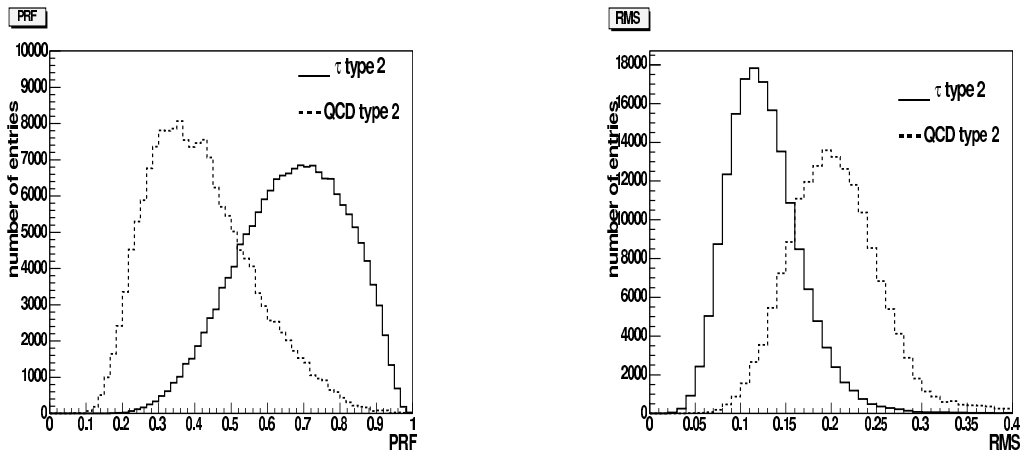 PRF
10000
9000
8000
7000
6000
5000
4000
3000
2000
1000
0
number of entries
τ type 2
QCD type 2
0 0.1 0.2 0.3 0.4 0.5 0.6 0.7 0.8 0.9 1
PRF
RMS
18000
16000
14000
12000
10000
8000
6000
4000
2000
0
number of entries
τ type 2
QCD type 2
0 0.05 0.1 0.15 0.2 0.25 0.3 0.35 0.4
RMS